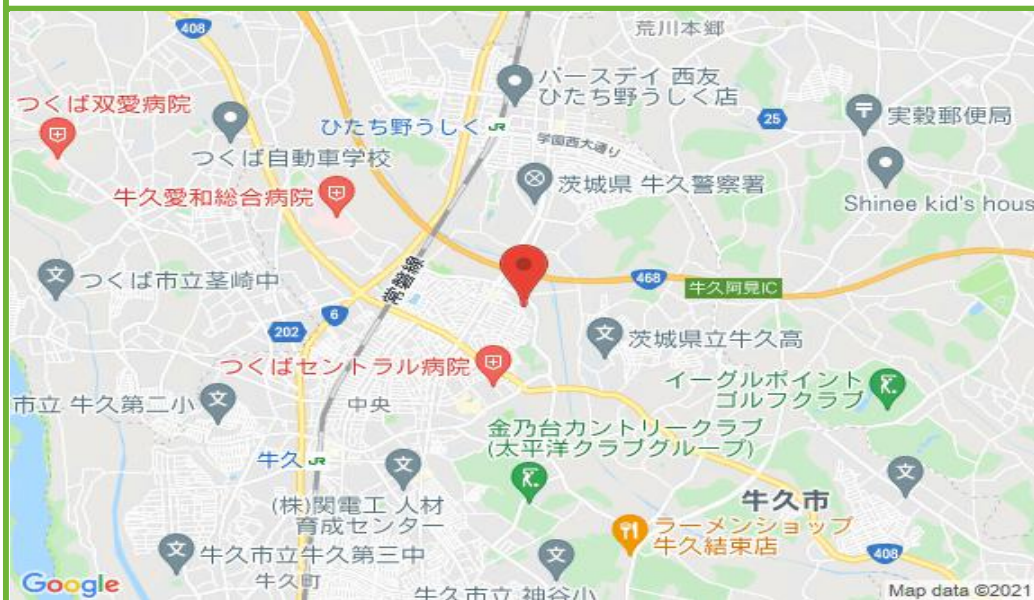 408
荒川本郷
つくば双愛病院
バースデイ 西友
ひたち野うしく店
25
実穀郵便局
ひたち野うしく JR
学園西大通り
つくば自動車学校
茨城県 牛久警察署
牛久愛和総合病院
Shinee kid's hous
つくば市立茎崎中
常磐線
468
牛久阿見IC
6
202
茨城県立牛久高
つくばセントラル病院
イーグルポイント
ゴルフクラブ
市立 牛久第二小
中央
金乃台カントリークラブ
(太平洋クラブグループ)
牛久 JR
(株)関電工 人材
育成センター
牛久市
ラーメンショップ
牛久結束店
牛久市立牛久第三中
408
牛久町
牛久市立 神谷小
Google
Map data ©2021